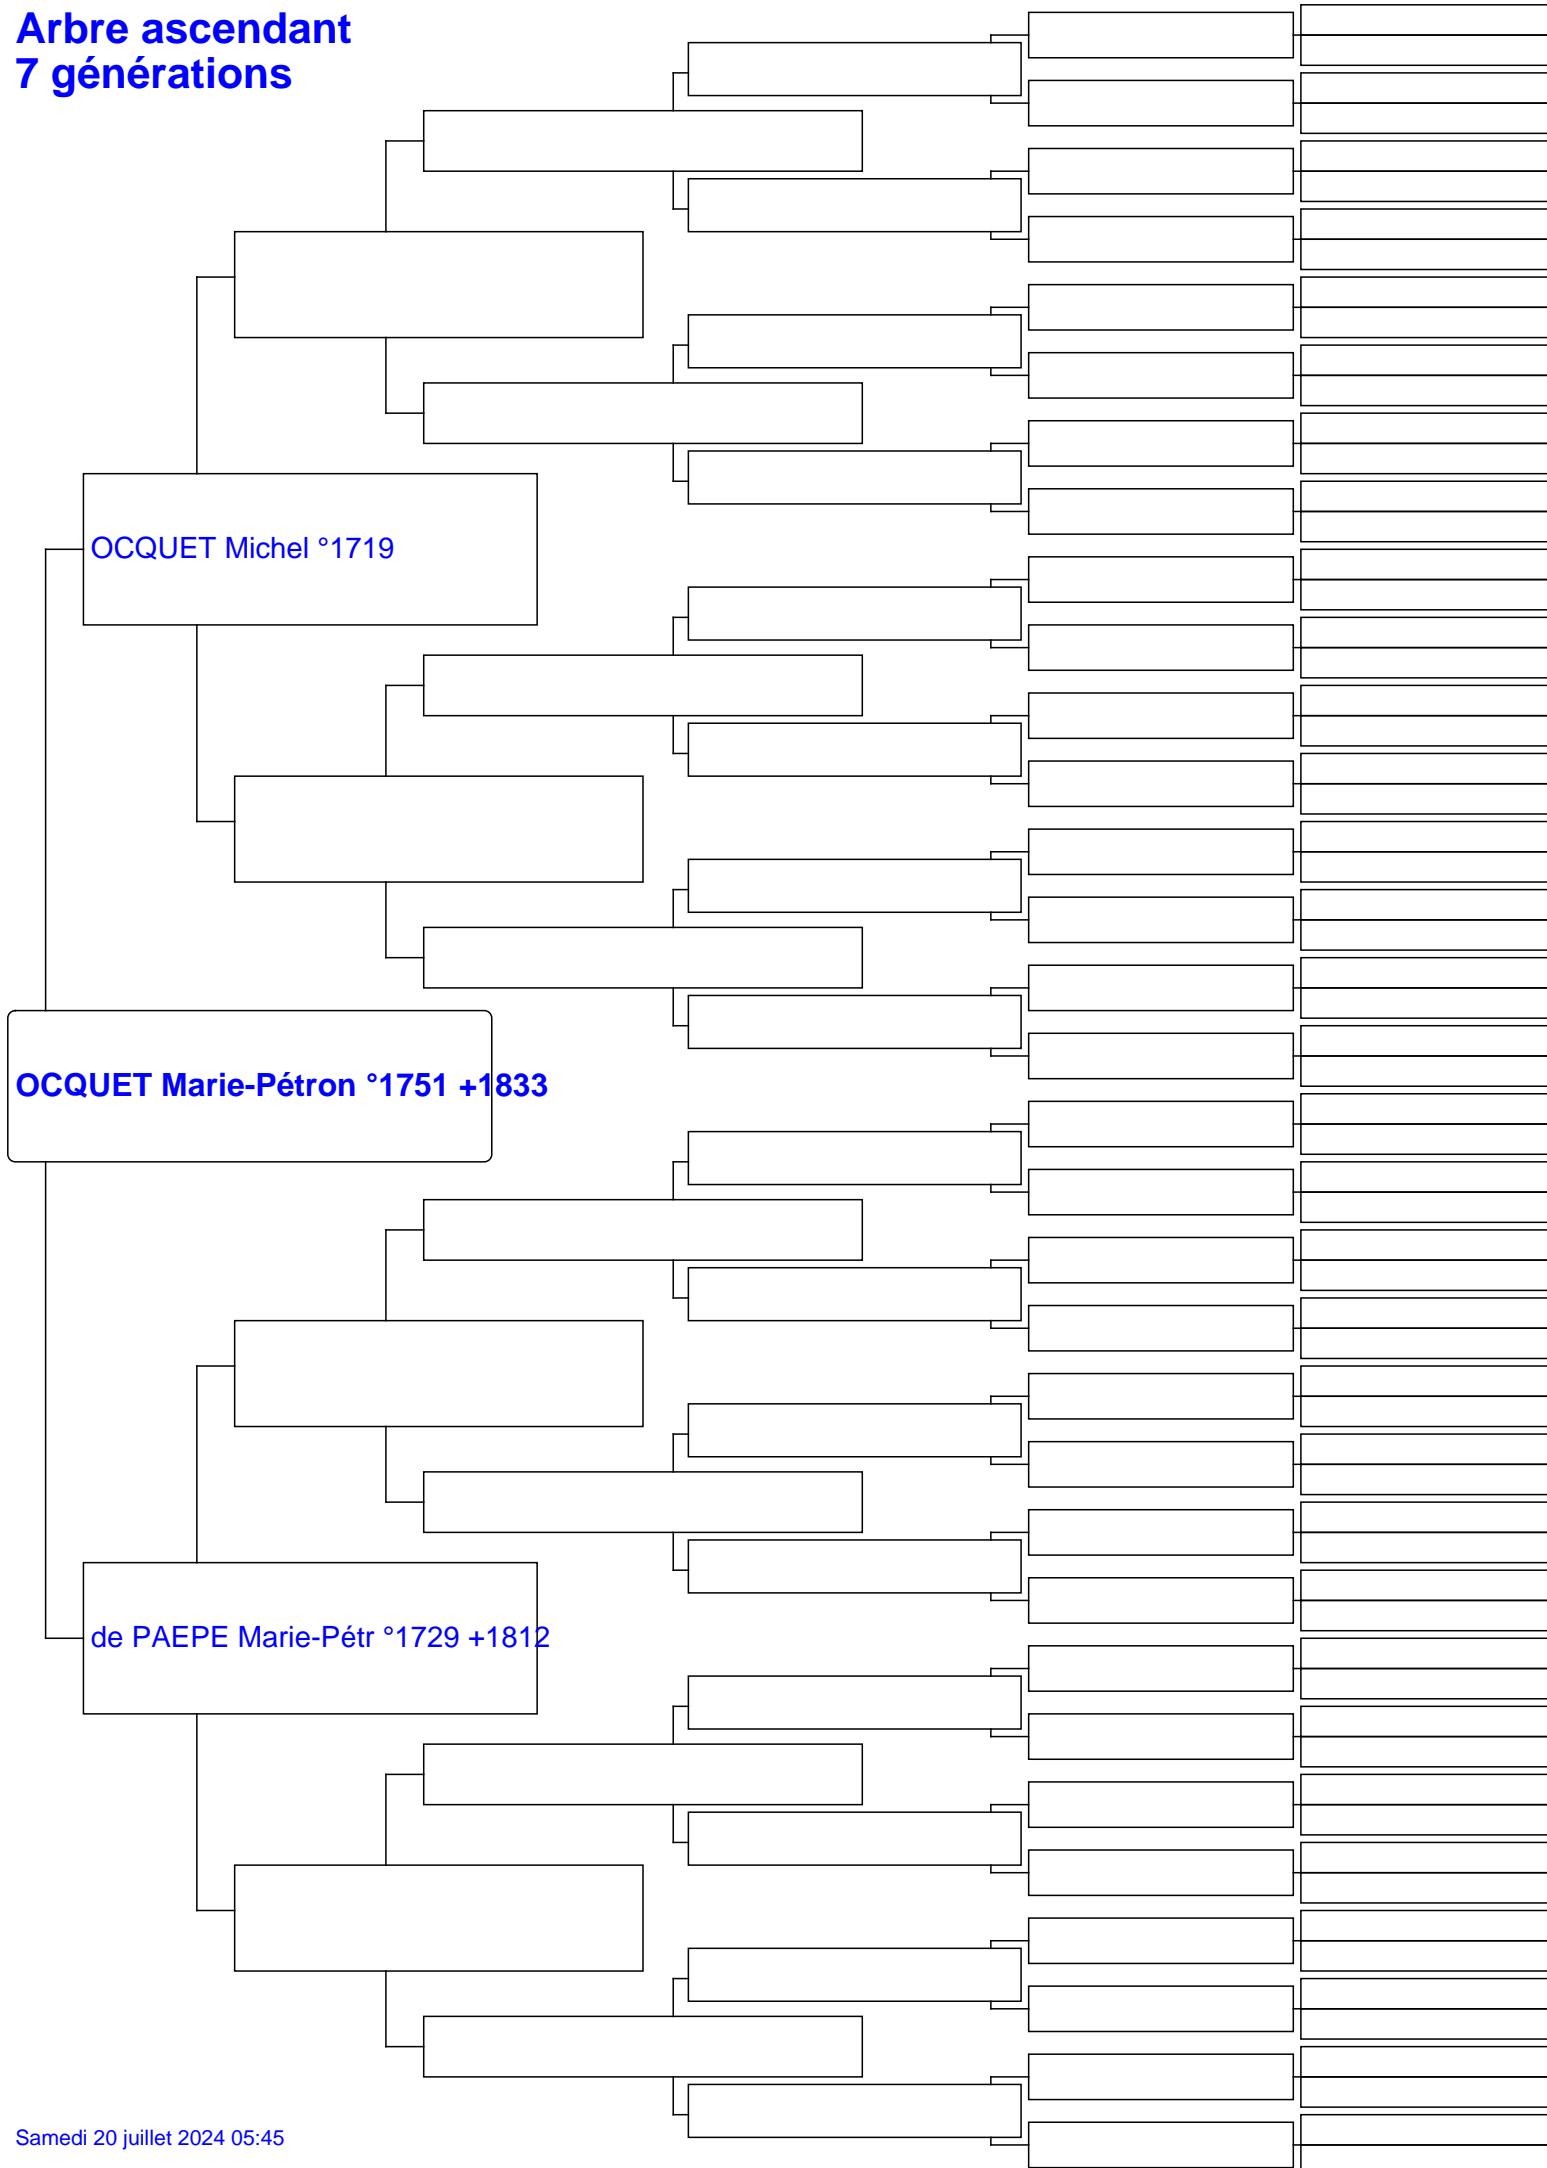 Arbre ascendant
7 générations
OCQUET Michel °1719
OCQUET Marie-Pétron °1751 +1833
de PAEPE Marie-Pétr °1729 +1812
Samedi 20 juillet 2024 05:45